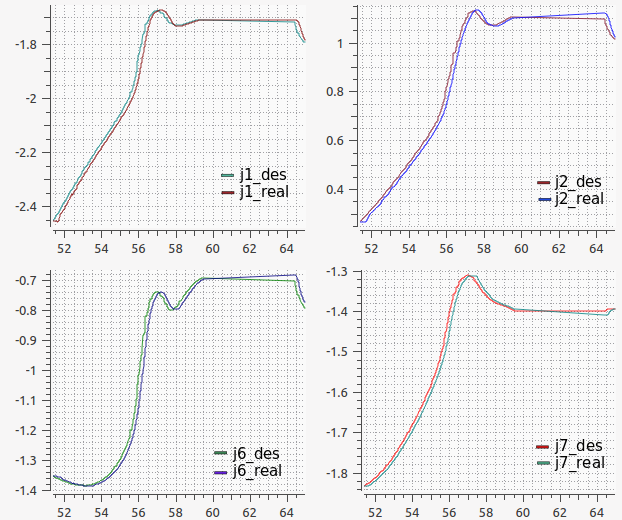 -1.8
-2
-2.2
-2.4
j1_des
j1_real
52 54 56 58 60 62 64
1
0.8
0.6
0.4
j2_des
j2_real
52 54 56 58 60 62 64
-0.7
-0.8
-0.9
-1
-1.1
-1.2
-1.3
-1.4
j6_des
j6_real
52 54 56 58 60 62 64
-1.3
-1.4
-1.5
-1.6
-1.7
-1.8
j7_des
j7_real
52 54 56 58 60 62 64